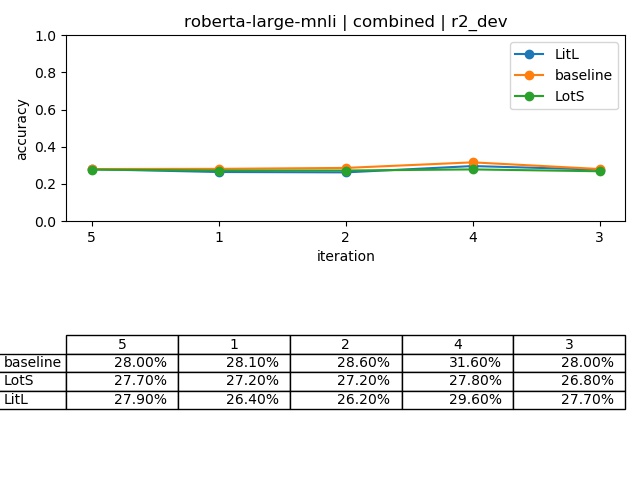 roberta-large-mnli | combined | r2_dev
1.0
0.8
0.6
0.4
0.2
0.0
accuracy
LitL
baseline
LotS
5 1 2 4 3
iteration
5 1 2 4 3
baseline 28.00% 28.10% 28.60% 31.60% 28.00%
LotS 27.70% 27.20% 27.20% 27.80% 26.80%
LitL 27.90% 26.40% 26.20% 29.60% 27.70%